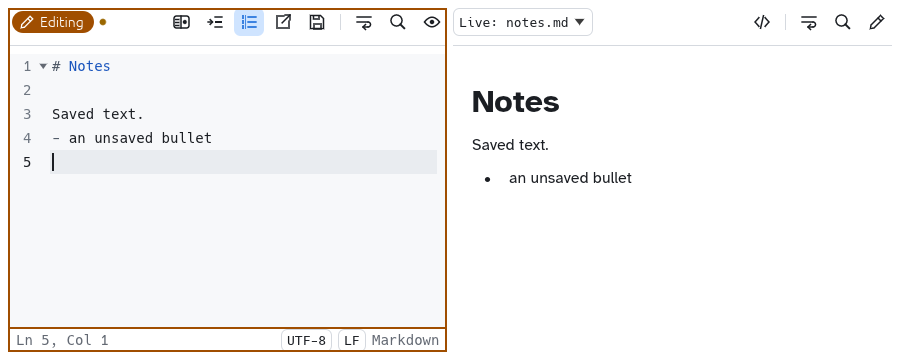 Editing
1 # Notes
2
3 Saved text.
4 - an unsaved bullet
5
Ln 5, Col 1 UTF-8 LF Markdown
Live: notes.md
Notes
Saved text.
• an unsaved bullet